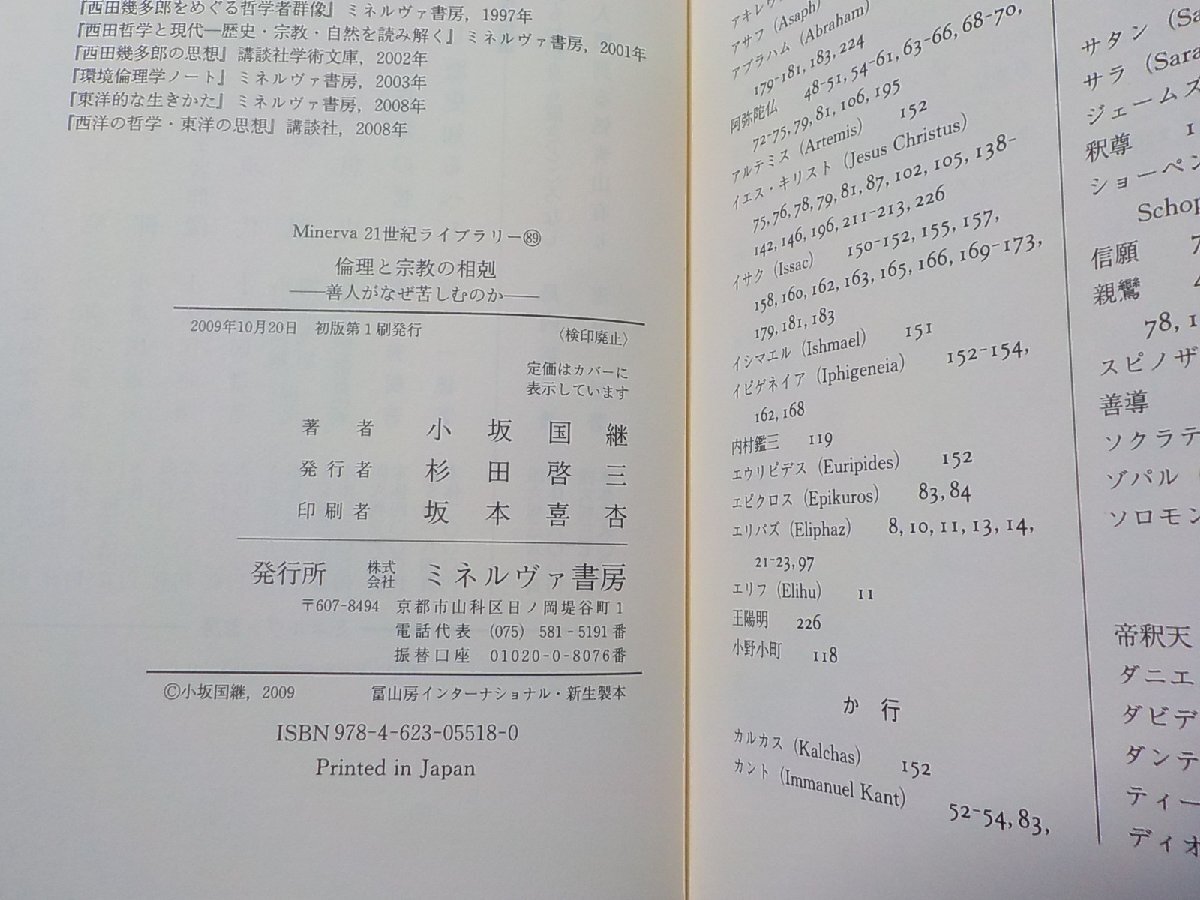 『西田幾多郎をめぐる哲学者群像』ミネルヴァ書房，1997年
『西田哲学と現代―歴史・宗教・自然を読み解く』ミネルヴァ書房，2001年
『西田幾多郎の思想』講談社学術文庫，2002年
『環境倫理学ノート』ミネルヴァ書房，2003年
『東洋的な生きかた』ミネルヴァ書房，2008年
『西洋の哲学・東洋の思想』講談社，2008年
Minerva 21世紀ライブラリー㊾
倫理と宗教の相剋
――善人がなぜ苦しむのか――
2009年10月20日　初版第1刷発行　〈検印廃止〉
定価はカバーに
表示しています
著者　小坂国継
発行者　杉田啓三
印刷者　坂本喜杏
発行所　株式会社　ミネルヴァ書房
〒607-8494　京都市山科区日ノ岡堤谷町1
電話代表　(075) 581-5191番
振替口座　01020-0-8076番
©小坂国継，2009　冨山房インターナショナル・新生製本
ISBN 978-4-623-05518-0
Printed in Japan
アサフ (Asaph)
アブラハム (Abraham)
179-181, 183, 224
阿弥陀仏　48-51, 54-61, 63-66, 68-70,
72-75, 79, 81, 106, 195
アルテミス (Artemis)　152
イエス・キリスト (Jesus Christus)
75, 76, 78, 79, 81, 87, 102, 105, 138-
142, 146, 196, 211-213, 226
イサク (Issac)　150-152, 155, 157,
158, 160, 162, 163, 165, 166, 169-173,
179, 181, 183
イシマエル (Ishmael)　151
イピゲネイア (Iphigeneia)　152-154,
162, 168
内村鑑三　119
エウリピデス (Euripides)　152
エピクロス (Epikuros)　83, 84
エリパズ (Eliphaz)　8, 10, 11, 13, 14,
21-23, 97
エリフ (Elihu)　11
王陽明　226
小野小町　118
か行
カルカス (Kalchas)　152
カント (Immanuel Kant)　52-54, 83,
サタン (Sa
サラ (Sara
ジェームズ
釈尊　1
ショーペン
Schop
信願　7
親鸞　4
78, 1
スピノザ
善導
ソクラテ
ゾパル
ソロモン
帝釈天
ダニエ
ダビデ
ダンテ
ティー
ディオ